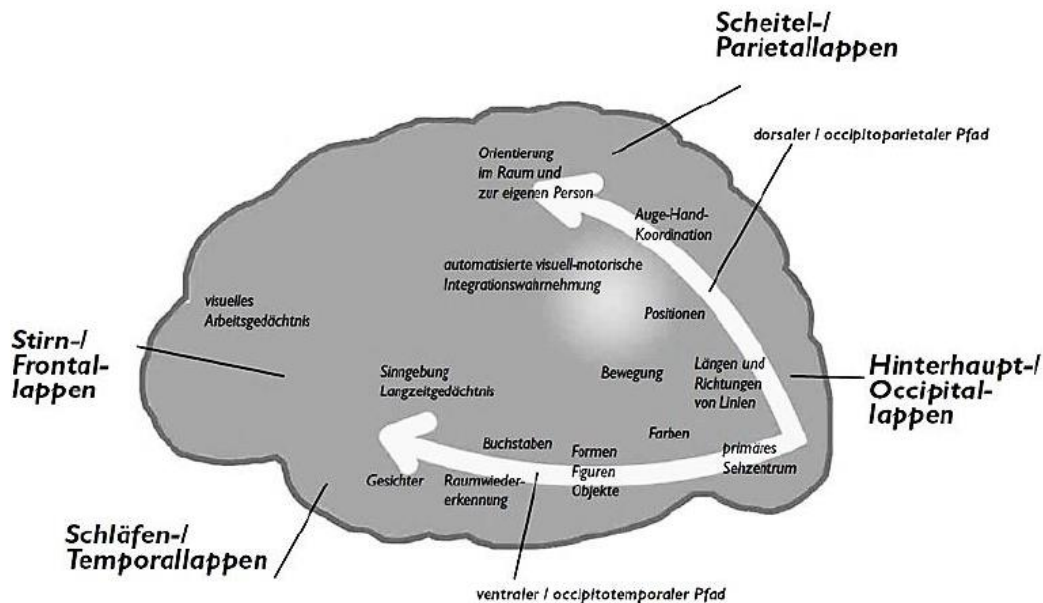 Scheitel-/
Parietallappen
dorsaler / occipitoparietaler Pfad
Orientierung
im Raum und
zur eigenen Person
Auge-Hand-
Koordination
automatisierte visuell-motorische
Integrationswahrnehmung
visuelles
Arbeitsgedächtnis
Positionen
Stirn-/
Frontal-
lappen
Sinngebung
Langzeitgedächtnis
Bewegung
Längen und
Richtungen
von Linien
Hinterhaupt-/
Occipital-
lappen
Farben
Buchstaben
Formen
Figuren
Objekte
primäres
Sehzentrum
Gesichter
Raumwieder-
erkennung
Schläfen-/
Temporallappen
ventraler / occipitotemporaler Pfad